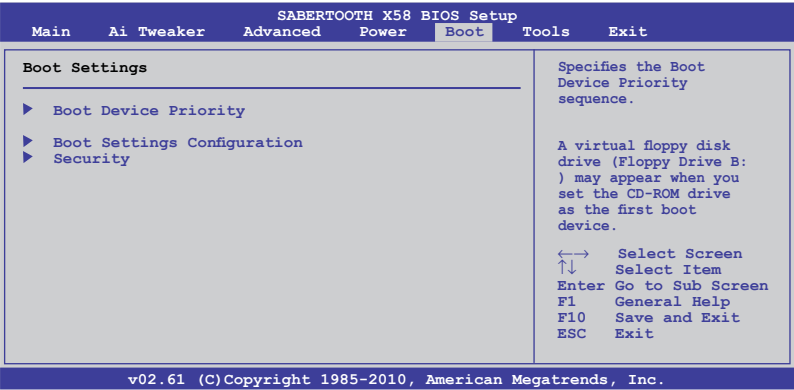 SABERTOOTH X58 BIOS Setup
Main Ai Tweaker Advanced Power Boot Tools Exit
Boot Settings
Boot Device Priority
Boot Settings Configuration
Security
Specifies the Boot
Device Priority
sequence.
A virtual floppy disk
drive (Floppy Drive B:
) may appear when you
set the CD-ROM drive
as the first boot
device.
←→ Select Screen
↑↓ Select Item
Enter Go to Sub Screen
F1 General Help
F10 Save and Exit
ESC Exit
v02.61 (C)Copyright 1985-2010, American Megatrends, Inc.